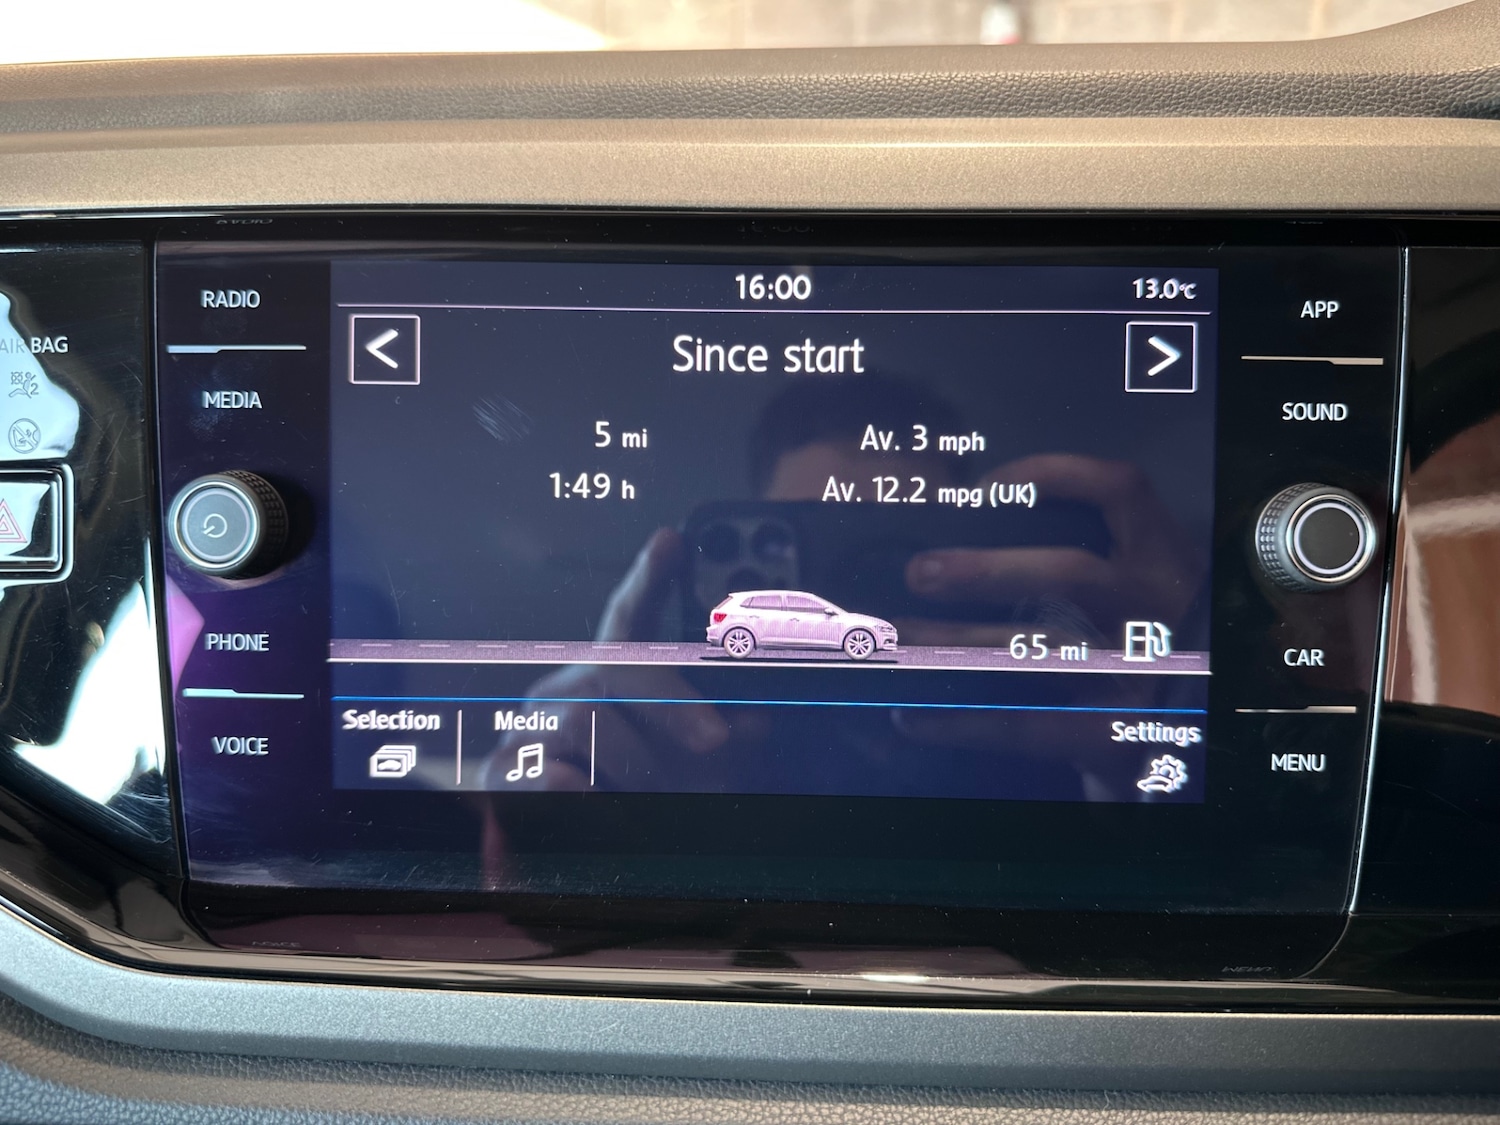 16:00
13.0°C
RADIO
APP
AIR BAG
< Since start >
MEDIA
SOUND
5 mi
Av. 3 mph
1:49 h
Av. 12.2 mpg (UK)
PHONE
65 mi
CAR
VOICE
Selection
Media
Settings
MENU